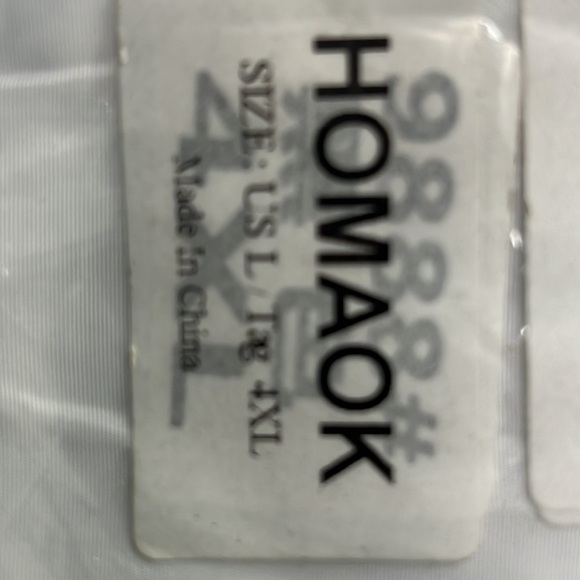 HOMAOK
SIZE: US L / Tag 4XL
Made In China
9888#
4XL